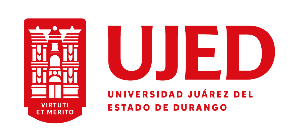 UJED
UNIVERSIDAD JUÁREZ DEL
ESTADO DE DURANGO
VIRTUTI
ET MERITO